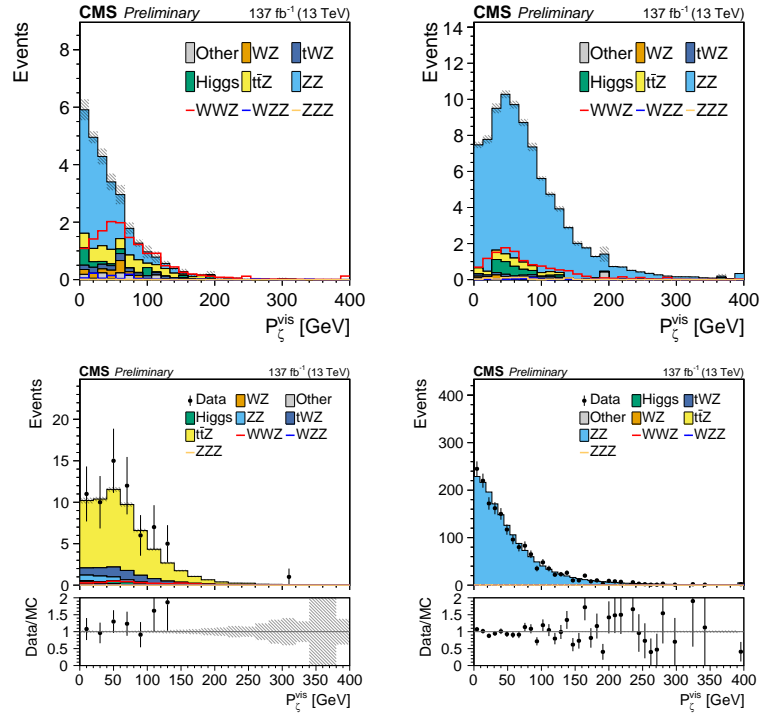 CMS Preliminary 137 fb⁻¹ (13 TeV)
Events
8
6
4
2
0
Other WZ tWZ
Higgs tt̄Z ZZ
WWZ WZZ ZZZ
0 100 200 300 400
P_ζ^vis [GeV]
CMS Preliminary 137 fb⁻¹ (13 TeV)
Events
14
12
10
8
6
4
2
0
Other WZ tWZ
Higgs tt̄Z ZZ
WWZ WZZ ZZZ
0 100 200 300 400
P_ζ^vis [GeV]
CMS Preliminary 137 fb⁻¹ (13 TeV)
Events
20
15
10
5
0
Data WZ Other
Higgs ZZ tWZ
tt̄Z WWZ WZZ
Data/MC
2
1.5
1
0.5
0
0 50 100 150 200 250 300 350 400
P_ζ^vis [GeV]
CMS Preliminary 137 fb⁻¹ (13 TeV)
Events
400
300
200
100
0
Data Higgs tWZ
Other WZ tt̄Z
ZZ WWZ WZZ
ZZZ
Data/MC
2
1.5
1
0.5
0
0 50 100 150 200 250 300 350 400
P_ζ^vis [GeV]